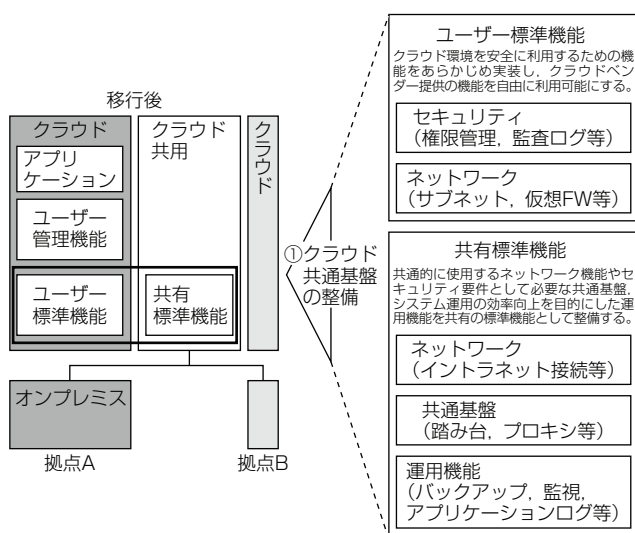 移行後
クラウド
アプリ
ケーション
ユーザー
管理機能
ユーザー
標準機能
クラウド
共用
共有
標準機能
クラウド
オンプレミス
拠点A
拠点B
①クラウド
共通基盤
の整備
ユーザー標準機能
クラウド環境を安全に利用するための機
能をあらかじめ実装し，クラウドベン
ダー提供の機能を自由に利用可能にする。
セキュリティ
(権限管理，監査ログ等)
ネットワーク
(サブネット，仮想FW等)
共有標準機能
共通的に使用するネットワーク機能やセ
キュリティ要件として必要な共通基盤，
システム運用の効率向上を目的にした運
用機能を共有の標準機能として整備する。
ネットワーク
(イントラネット接続等)
共通基盤
(踏み台，プロキシ等)
運用機能
(バックアップ，監視，
アプリケーションログ等)